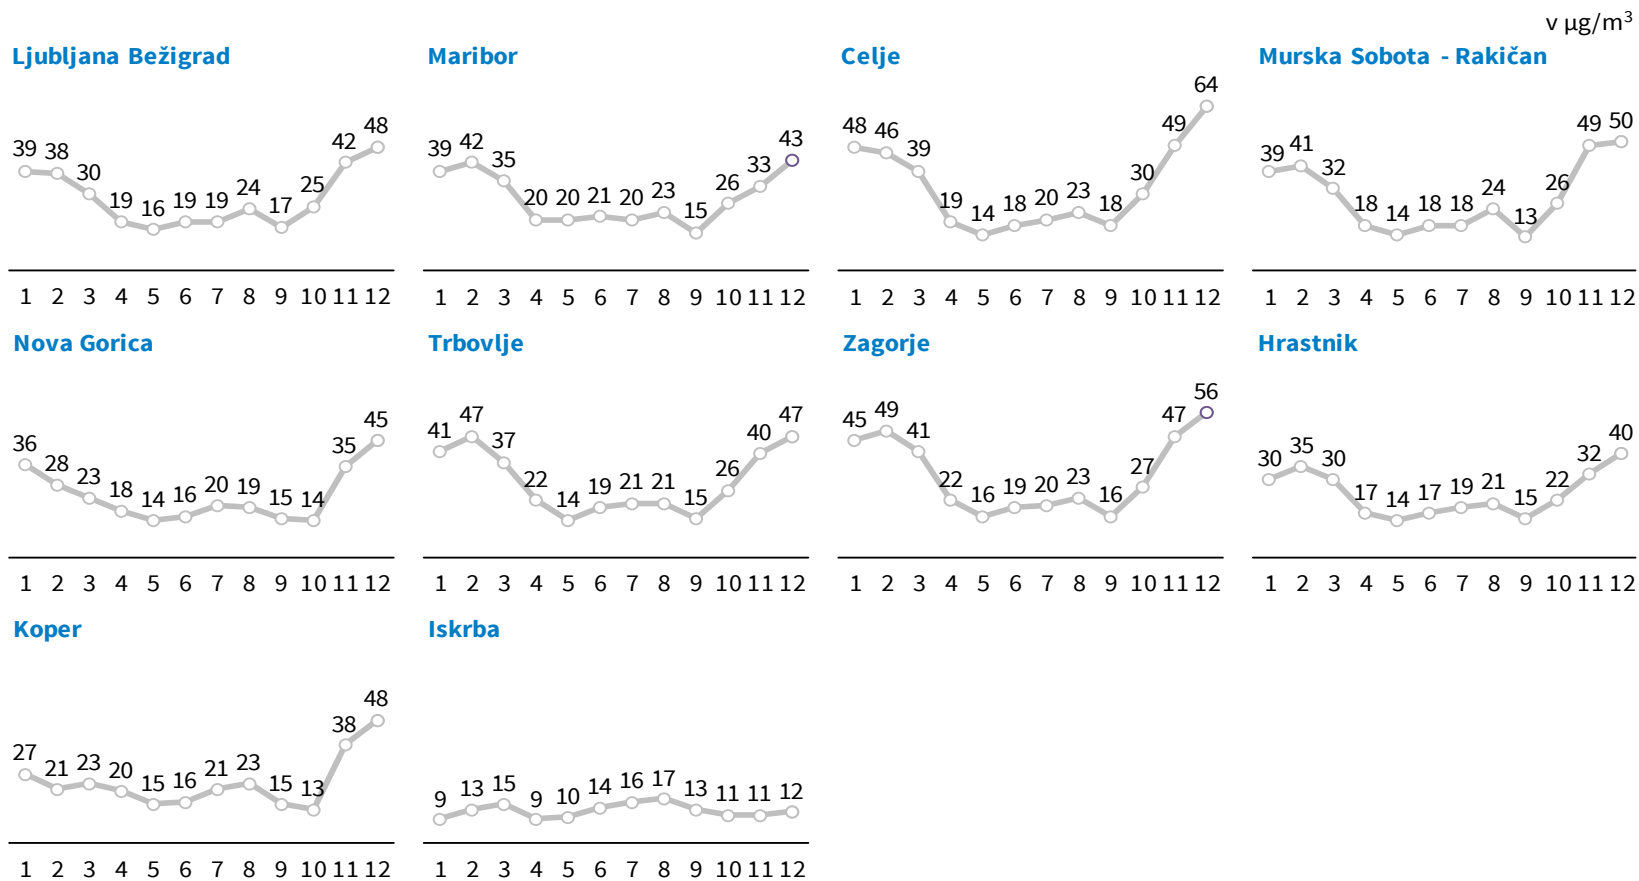 v µg/m³
Ljubljana Bežigrad
39 38 30 19 16 19 19 24 17 25 42 48
1 2 3 4 5 6 7 8 9 10 11 12
Maribor
39 42 35 20 20 21 20 23 15 26 33 43
1 2 3 4 5 6 7 8 9 10 11 12
Celje
48 46 39 19 14 18 20 23 18 30 49 64
1 2 3 4 5 6 7 8 9 10 11 12
Murska Sobota - Rakičan
39 41 32 18 14 18 18 24 13 26 49 50
1 2 3 4 5 6 7 8 9 10 11 12
Nova Gorica
36 28 23 18 14 16 20 19 15 14 35 45
1 2 3 4 5 6 7 8 9 10 11 12
Trbovlje
41 47 37 22 14 19 21 21 15 26 40 47
1 2 3 4 5 6 7 8 9 10 11 12
Zagorje
45 49 41 22 16 19 20 23 16 27 47 56
1 2 3 4 5 6 7 8 9 10 11 12
Hrastnik
30 35 30 17 14 17 19 21 15 22 32 40
1 2 3 4 5 6 7 8 9 10 11 12
Koper
27 21 23 20 15 16 21 23 15 13 38 48
1 2 3 4 5 6 7 8 9 10 11 12
Iskrba
9 13 15 9 10 14 16 17 13 11 11 12
1 2 3 4 5 6 7 8 9 10 11 12